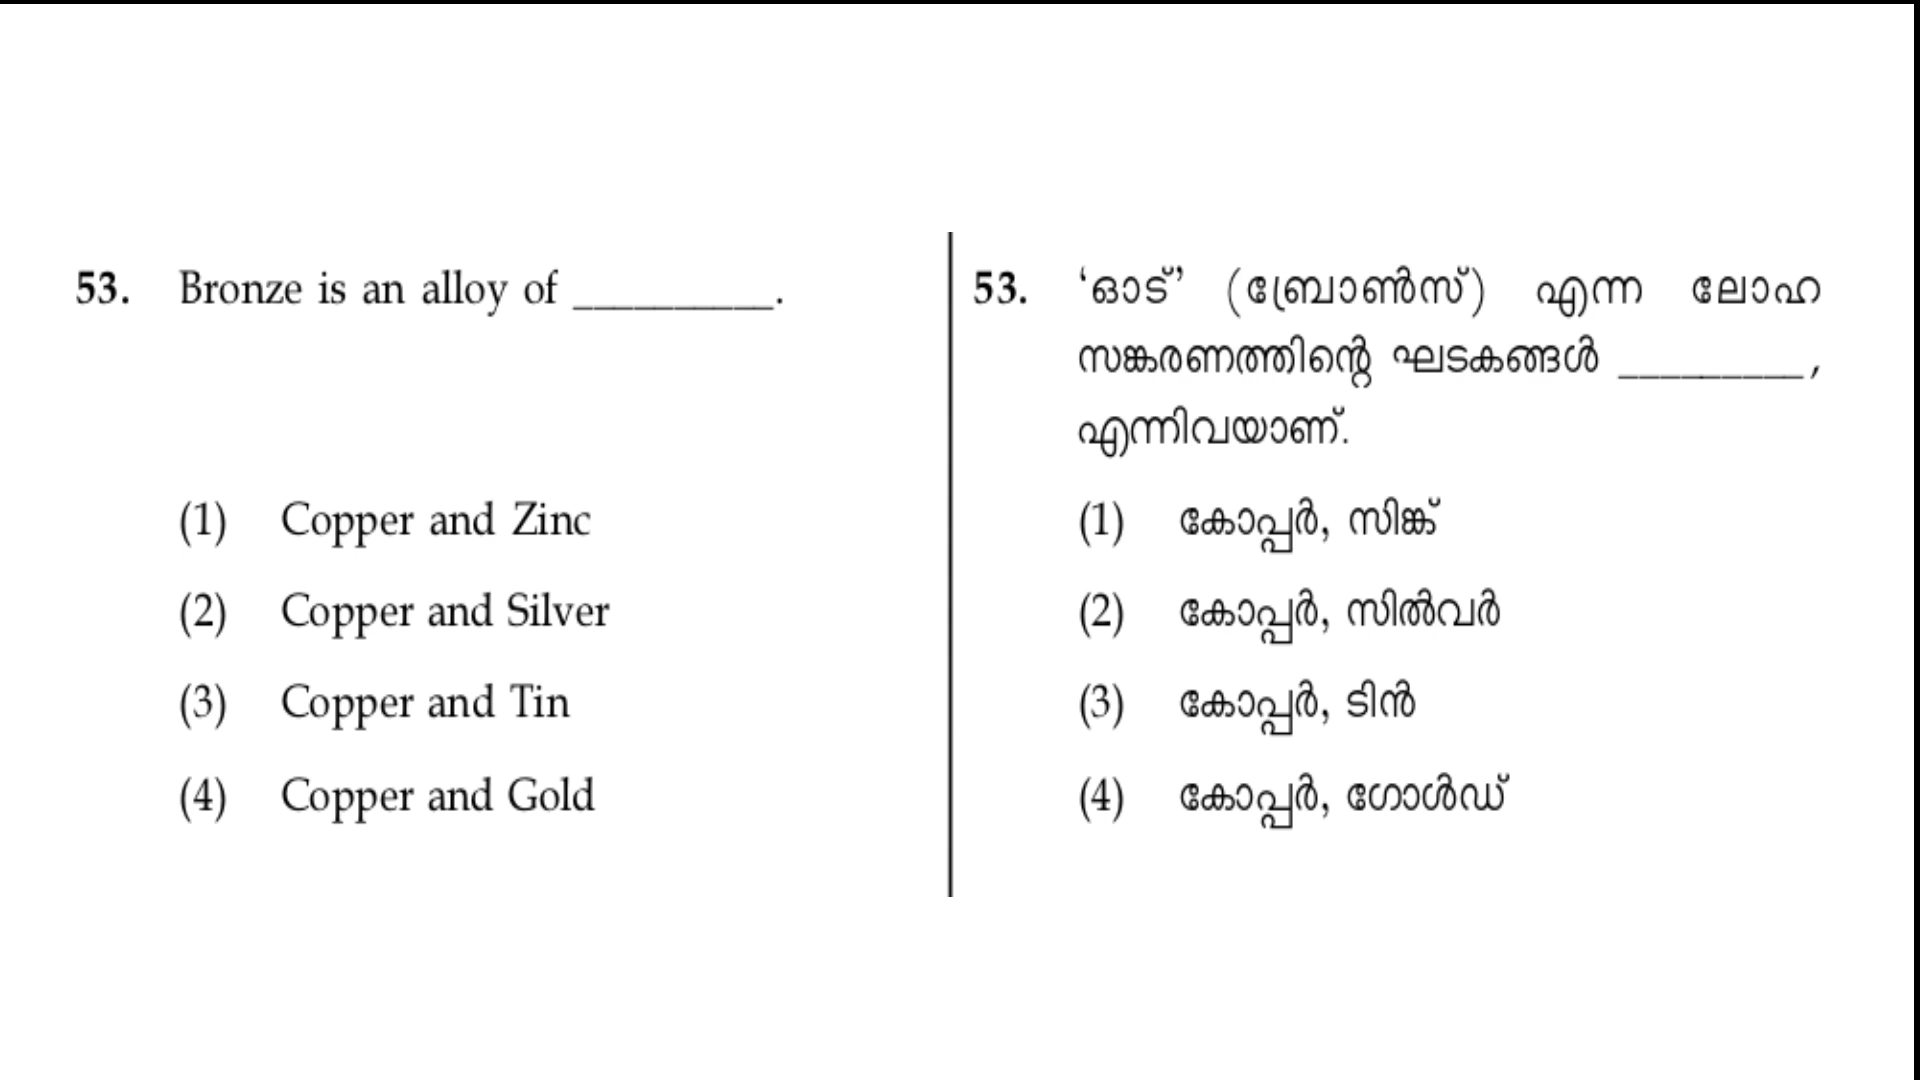 53. Bronze is an alloy of __________.
(1) Copper and Zinc
(2) Copper and Silver
(3) Copper and Tin
(4) Copper and Gold
53. ‘ഓട്’ (ബ്രോൺസ്) എന്ന ലോഹ
സങ്കരണത്തിന്റെ ഘടകങ്ങൾ _________,
എന്നിവയാണ്.
(1) കോപ്പർ, സിങ്ക്
(2) കോപ്പർ, സിൽവർ
(3) കോപ്പർ, ടിൻ
(4) കോപ്പർ, ഗോൾഡ്